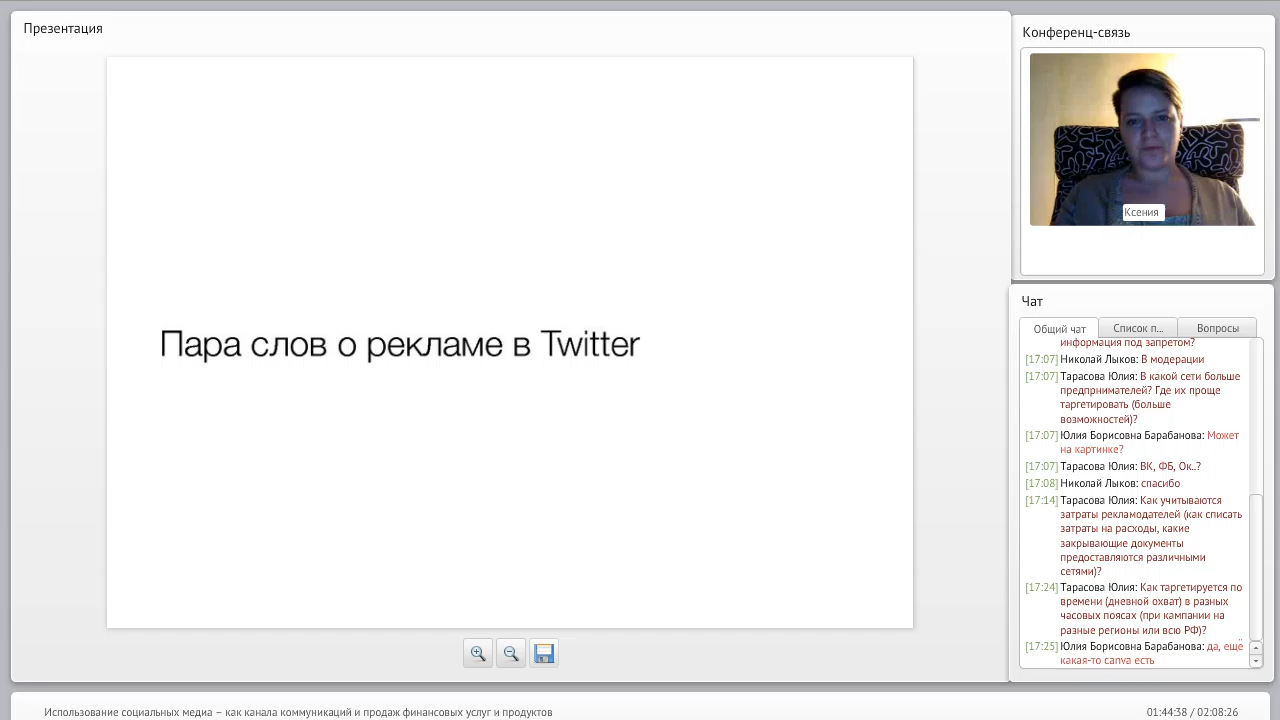 Презентация
Пара слов о рекламе в Twitter
Конференц-связь
Ксения
Чат
Общий чат
Список п...
Вопросы
информация под запретом?
[17:07] Николай Лыков: В модерации
[17:07] Тарасова Юлия: В какой сети больше
предпрнимателей? Где их проще
таргетировать (больше
возможностей)?
[17:07] Юлия Борисовна Барабанова: Может
на картинке?
[17:07] Тарасова Юлия: ВК, ФБ, Ок..?
[17:08] Николай Лыков: спасибо
[17:14] Тарасова Юлия: Как учитываются
затраты рекламодателей (как списать
затраты на расходы, какие
закрывающие документы
предоставляются различными
сетями)?
[17:24] Тарасова Юлия: Как таргетируется по
времени (дневной охват) в разных
часовых поясах (при кампании на
разные регионы или всю РФ)?
[17:25] Юлия Борисовна Барабанова: да, ещё
какая-то canva есть
Использование социальных медиа – как канала коммуникаций и продаж финансовых услуг и продуктов
01:44:38 / 02:08:26